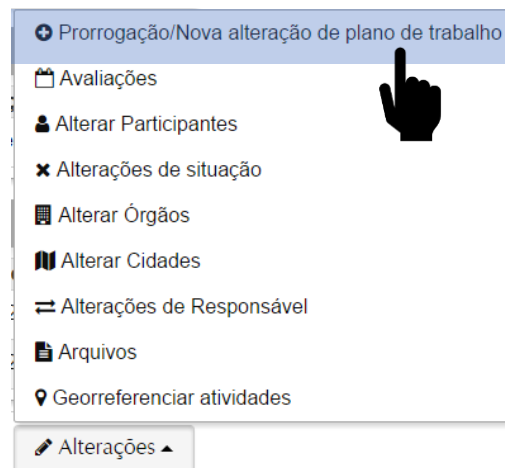 Prorrogação/Nova alteração de plano de trabalho
Avaliações
Alterar Participantes
Alterações de situação
Alterar Órgãos
Alterar Cidades
Alterações de Responsável
Arquivos
Georreferenciar atividades
Alterações